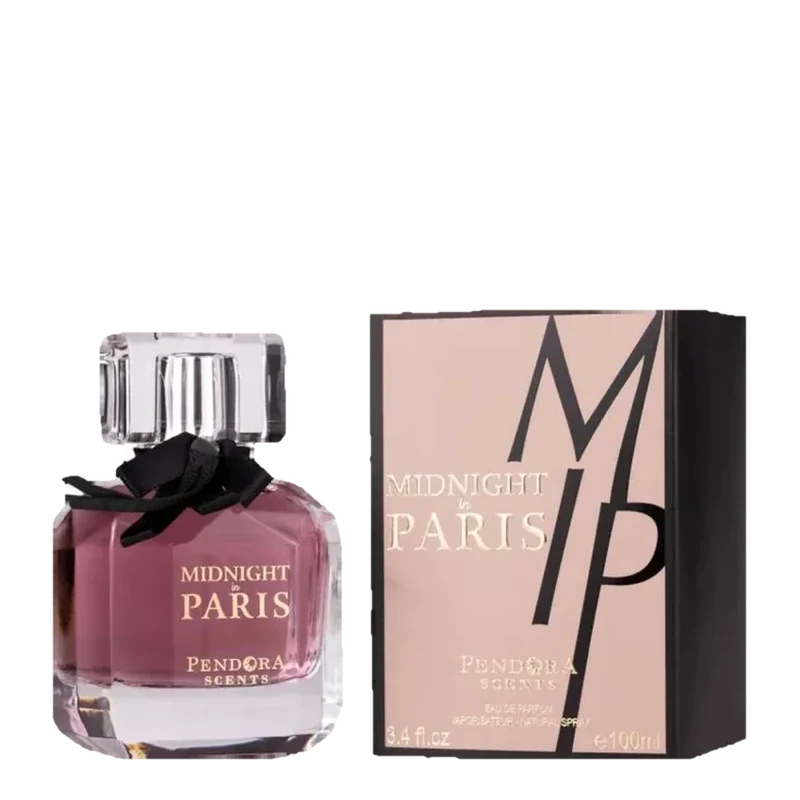 MIDNIGHT
in
PARIS
PENDORA
SCENTS
MIP
MIDNIGHT
in
PARIS
PENDORA
SCENTS
EAU DE PARFUM
VAPORISATEUR - NATURAL SPRAY
3.4 fl.oz
e100ml